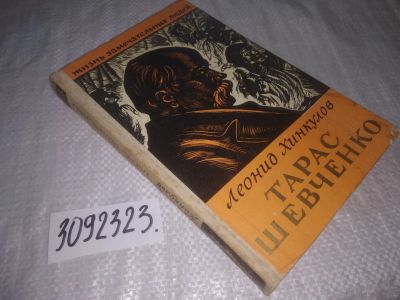 ЖИЗНЬ ЗАМЕЧАТЕЛЬНЫХ ЛЮДЕЙ
Леонид Хинкулов
ТАРАС
ШЕВЧЕНКО
3092323.